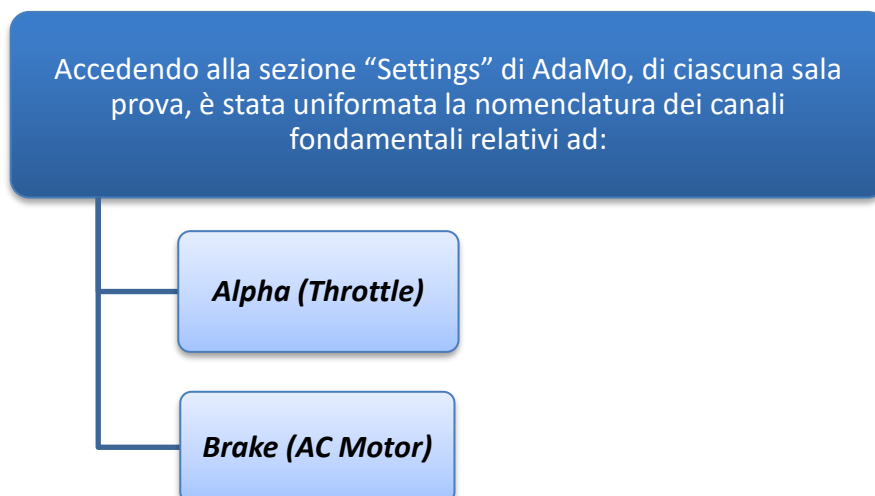 Accedendo alla sezione “Settings” di AdaMo, di ciascuna sala
prova, è stata uniformata la nomenclatura dei canali
fondamentali relativi ad:
Alpha (Throttle)
Brake (AC Motor)